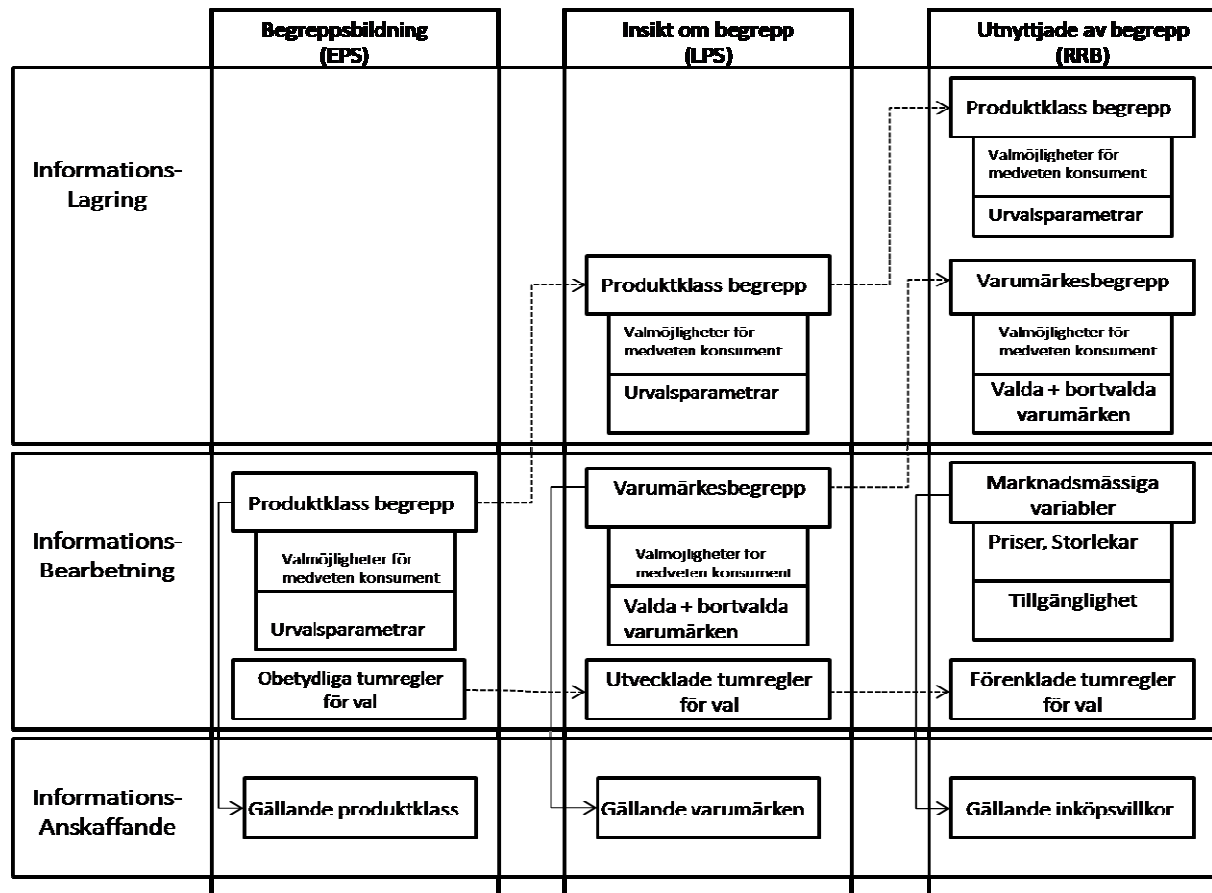 Begreppsbildning
(EPS)
Insikt om begrepp
(LPS)
Utnyttjade av begrepp
(RRB)
Informations-
Lagring
Produktklass begrepp
Valmöjligheter för
medveten konsument
Urvalsparametrar
Produktklass begrepp
Valmöjligheter för
medveten konsument
Urvalsparametrar
Varumärkesbegrepp
Valmöjligheter för
medveten konsument
Valda + bortvalda
varumärken
Informations-
Bearbetning
Produktklass begrepp
Valmöjligheter för
medveten konsument
Urvalsparametrar
Obetydliga tumregler
för val
Varumärkesbegrepp
Valmöjligheter för
medveten konsument
Valda + bortvalda
varumärken
Utvecklade tumregler
för val
Marknadsmässiga
variabler
Priser, Storlekar
Tillgänglighet
Förenklade tumregler
för val
Informations-
Anskaffande
Gällande produktklass
Gällande varumärken
Gällande inköpsvillkor